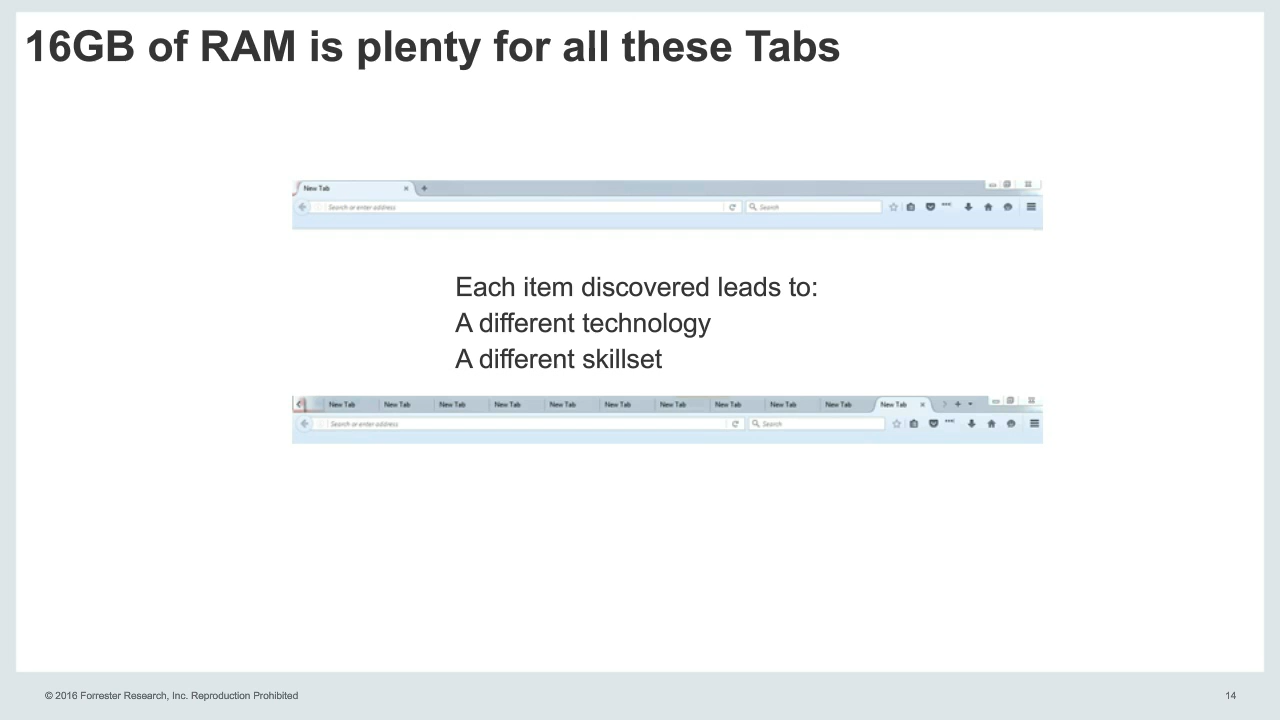 16GB of RAM is plenty for all these Tabs
New Tab
Search or enter address Search
Each item discovered leads to:
A different technology
A different skillset
New Tab New Tab New Tab New Tab New Tab New Tab New Tab New Tab New Tab New Tab New Tab
Search or enter address Search
© 2016 Forrester Research, Inc. Reproduction Prohibited 14